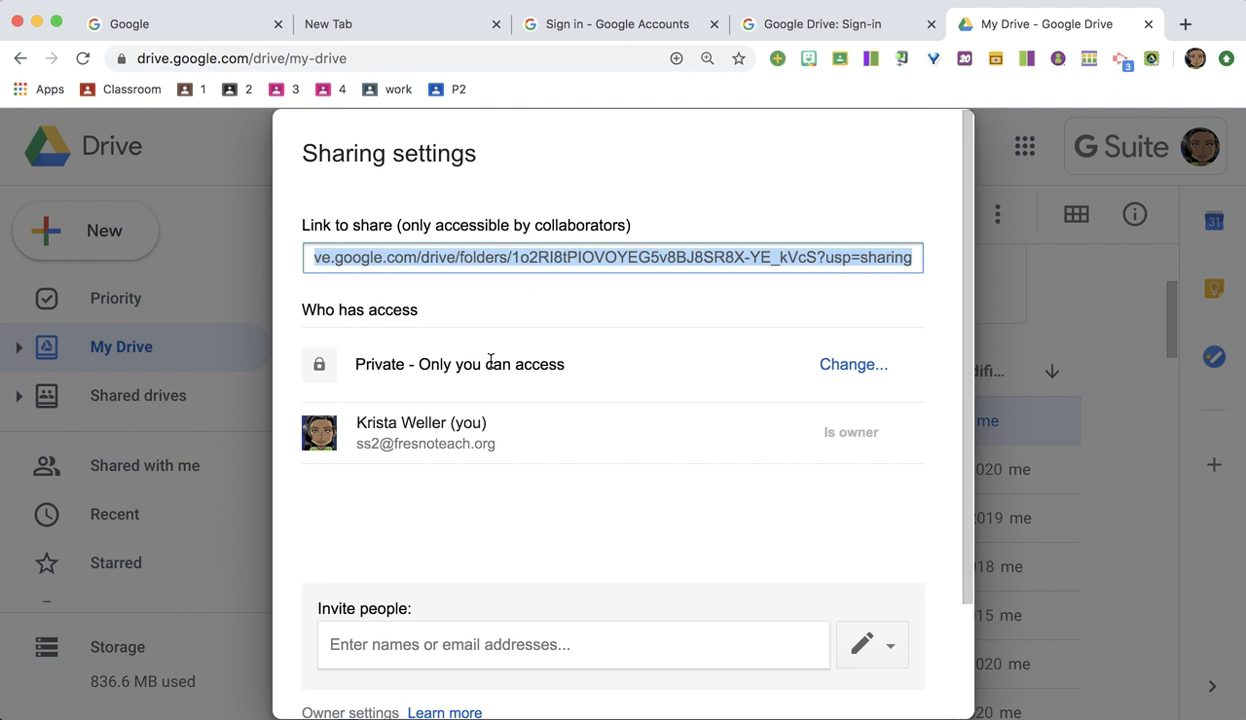 Google
New Tab
Sign in - Google Accounts
Google Drive: Sign-in
My Drive - Google Drive
drive.google.com/drive/my-drive
20
3
Apps
Classroom
1
2
3
4
work
P2
Drive
G Suite
Sharing settings
New
Link to share (only accessible by collaborators)
ve.google.com/drive/folders/1o2RI8tPIOVOYEG5v8BJ8SR8X-YE_kVcS?usp=sharing
31
Priority
Who has access
My Drive
Private - Only you can access
Change...
difi...
Shared drives
Krista Weller (you)
ss2@fresnoteach.org
Is owner
me
Shared with me
020 me
Recent
2019 me
Starred
018 me
Invite people:
015 me
Enter names or email addresses...
Storage
020 me
836.6 MB used
Owner settings Learn more
020 me